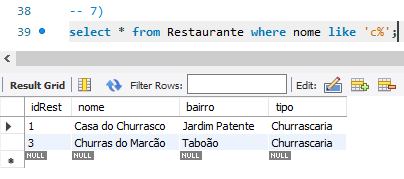 38 -- 7)
39 select * from Restaurante where nome like 'c%';
Result Grid Filter Rows: Edit:
idRest nome bairro tipo
1 Casa do Churrasco Jardim Patente Churrascaria
3 Churras do Marcão Taboão Churrascaria
NULL NULL NULL NULL